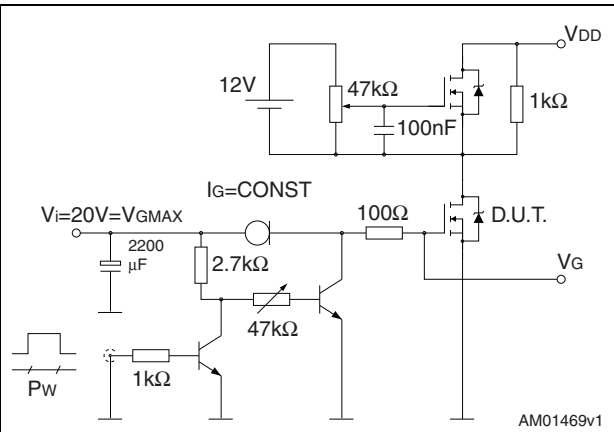 VDD
12V
47kΩ
1kΩ
100nF
IG=CONST
Vi=20V=VGMAX
100Ω
D.U.T.
2200
μF
2.7kΩ
VG
47kΩ
1kΩ
PW
AM01469v1